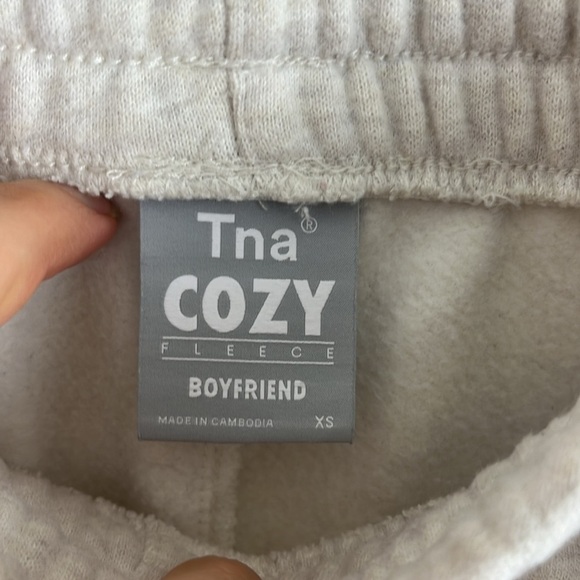 Tna®
COZY
FLEECE
BOYFRIEND
MADE IN CAMBODIA XS